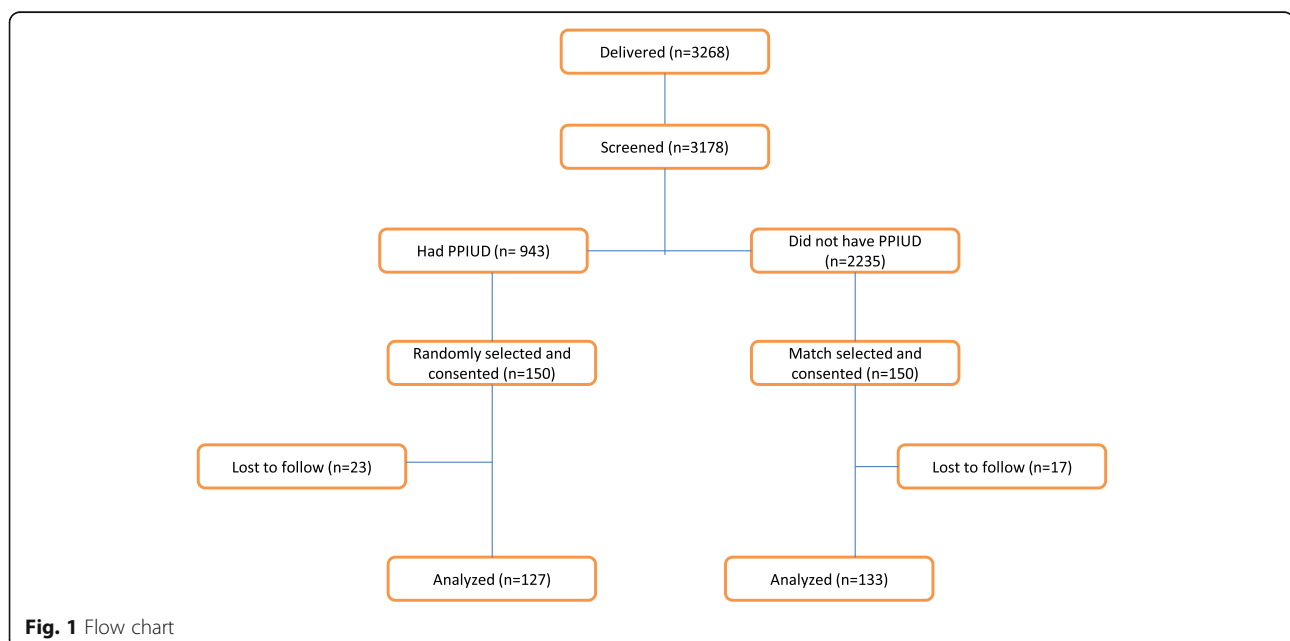 Delivered (n=3268)
Screened (n=3178)
Had PPIUD (n= 943)
Did not have PPIUD
(n=2235)
Randomly selected and
consented (n=150)
Match selected and
consented (n=150)
Lost to follow (n=23)
Lost to follow (n=17)
Analyzed (n=127)
Analyzed (n=133)
Fig. 1 Flow chart